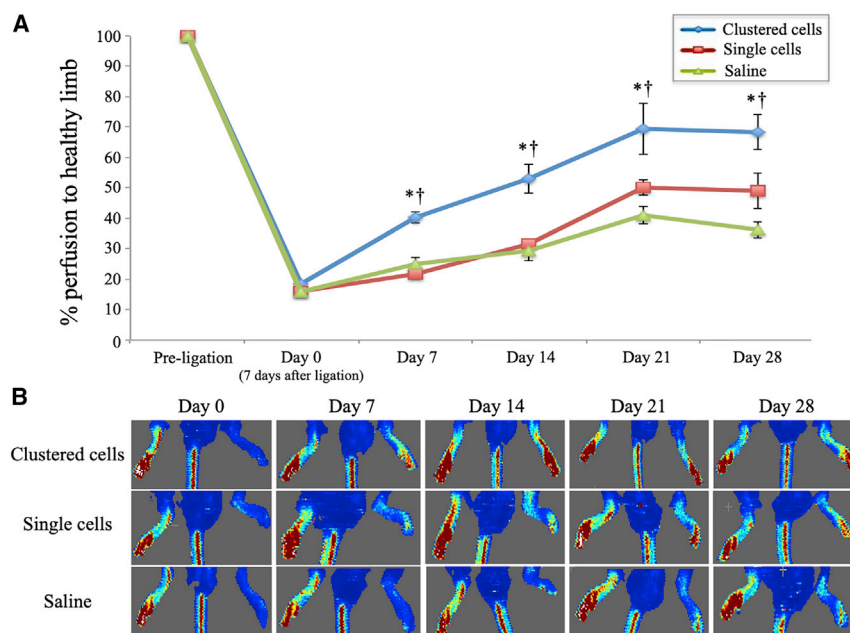 A
Clustered cells
Single cells
Saline
% perfusion to healthy limb
100
90
80
70
60
50
40
30
20
10
0
*†
*†
*†
*†
Pre-ligation
Day 0
(7 days after ligation)
Day 7
Day 14
Day 21
Day 28
B
Day 0
Day 7
Day 14
Day 21
Day 28
Clustered cells
Single cells
Saline